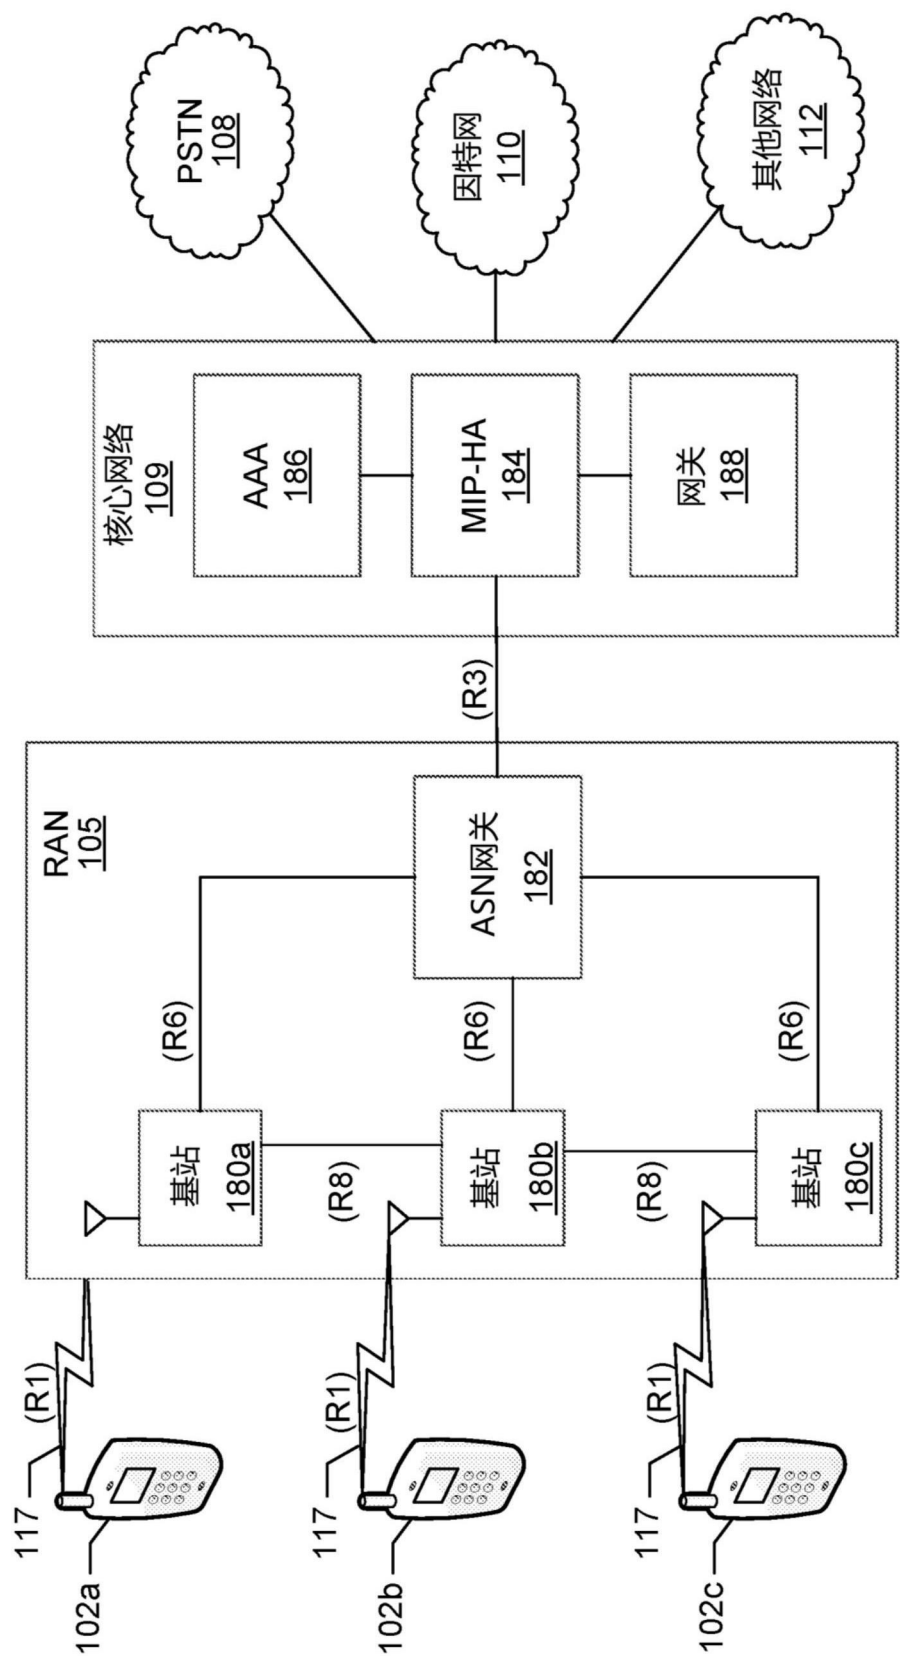 102a
117
(R1)
102b
117
(R1)
102c
117
(R1)
RAN
105
基站
180a
(R6)
(R8)
基站
180b
(R6)
(R8)
基站
180c
(R6)
ASN网关
182
(R3)
核心网络
109
AAA
186
MIP-HA
184
网关
188
PSTN
108
因特网
110
其他网络
112